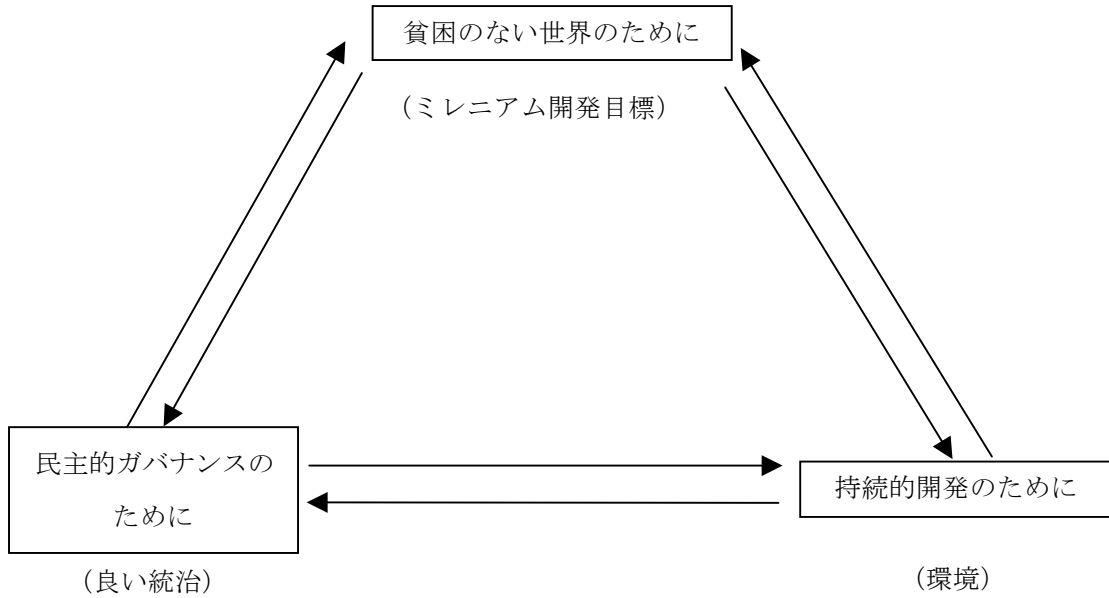 貧困のない世界のために
（ミレニアム開発目標）
民主的ガバナンスの
ために
（良い統治）
持続的開発のために
（環境）